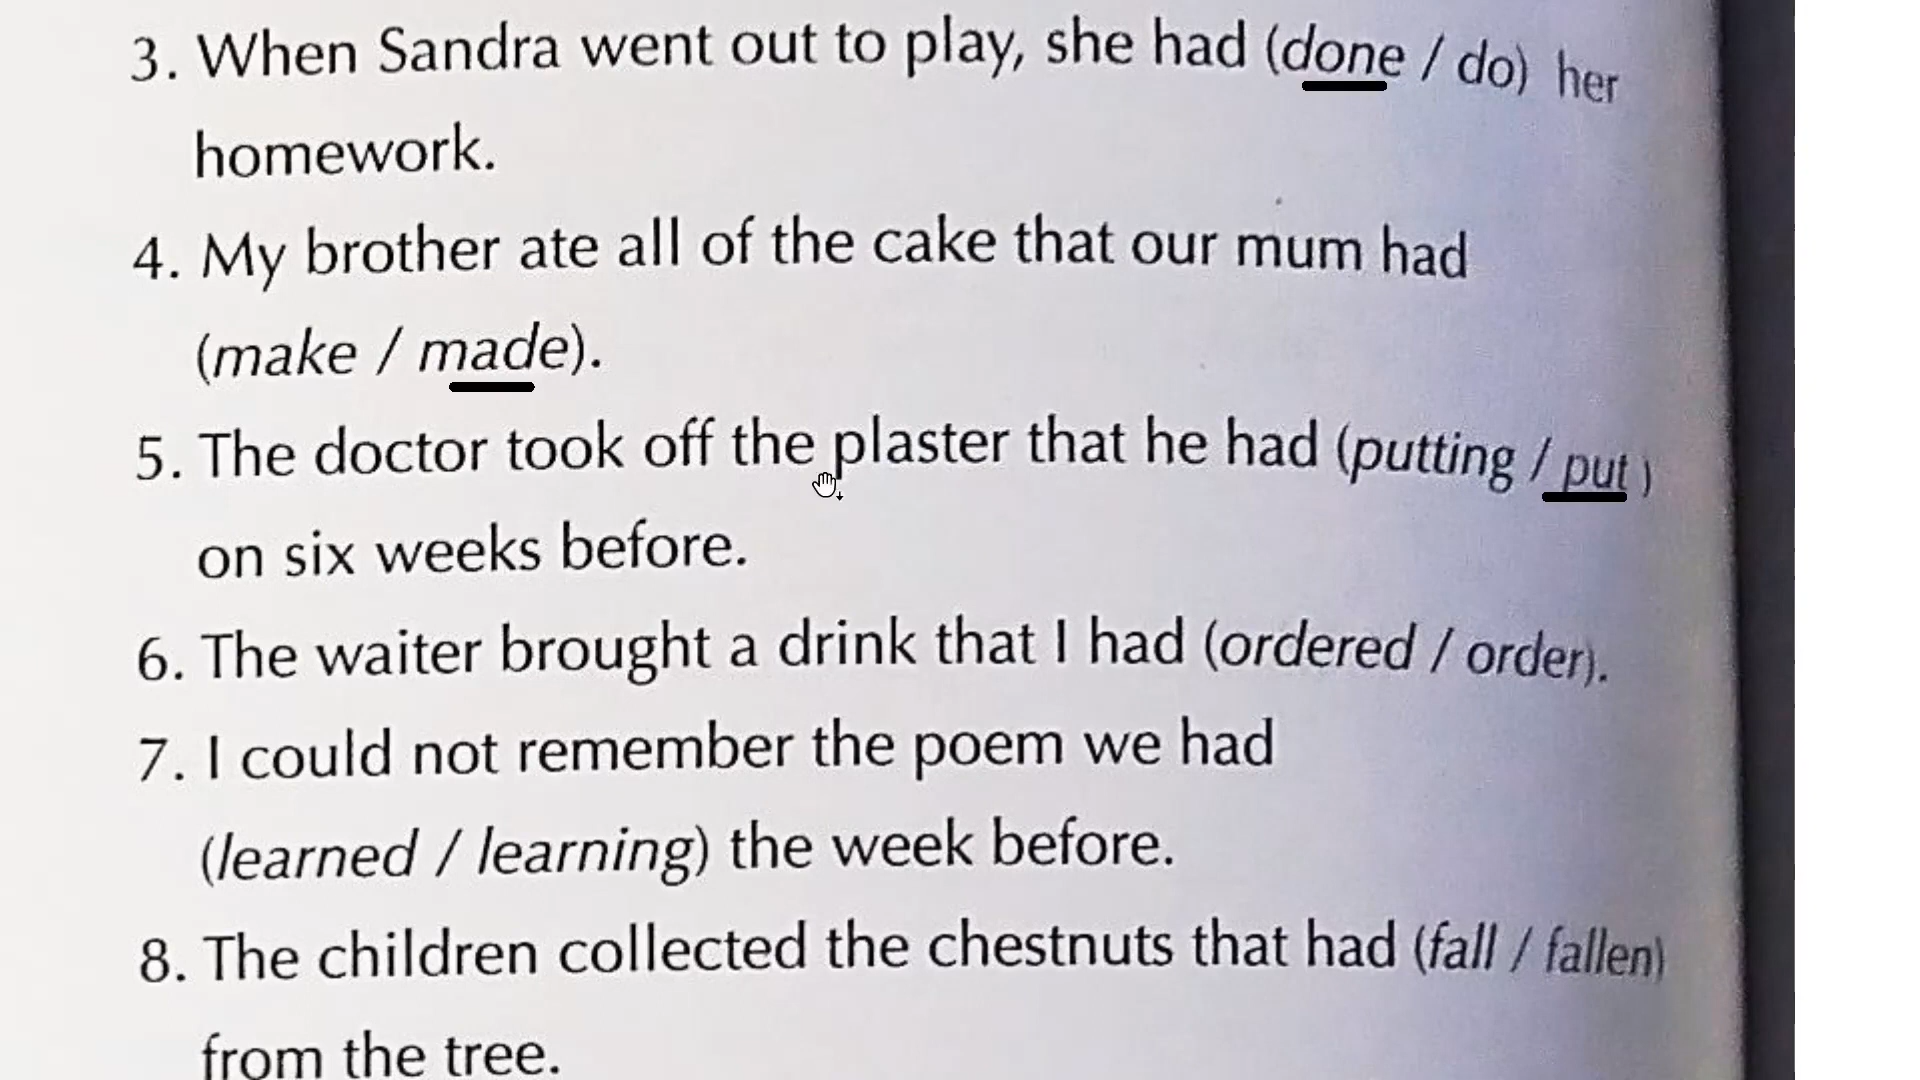 3. When Sandra went out to play, she had (done / do) her
homework.
4. My brother ate all of the cake that our mum had
(make / made).
5. The doctor took off the plaster that he had (putting / put )
on six weeks before.
6. The waiter brought a drink that I had (ordered / order).
7. I could not remember the poem we had
(learned / learning) the week before.
8. The children collected the chestnuts that had (fall / fallen)
from the tree.